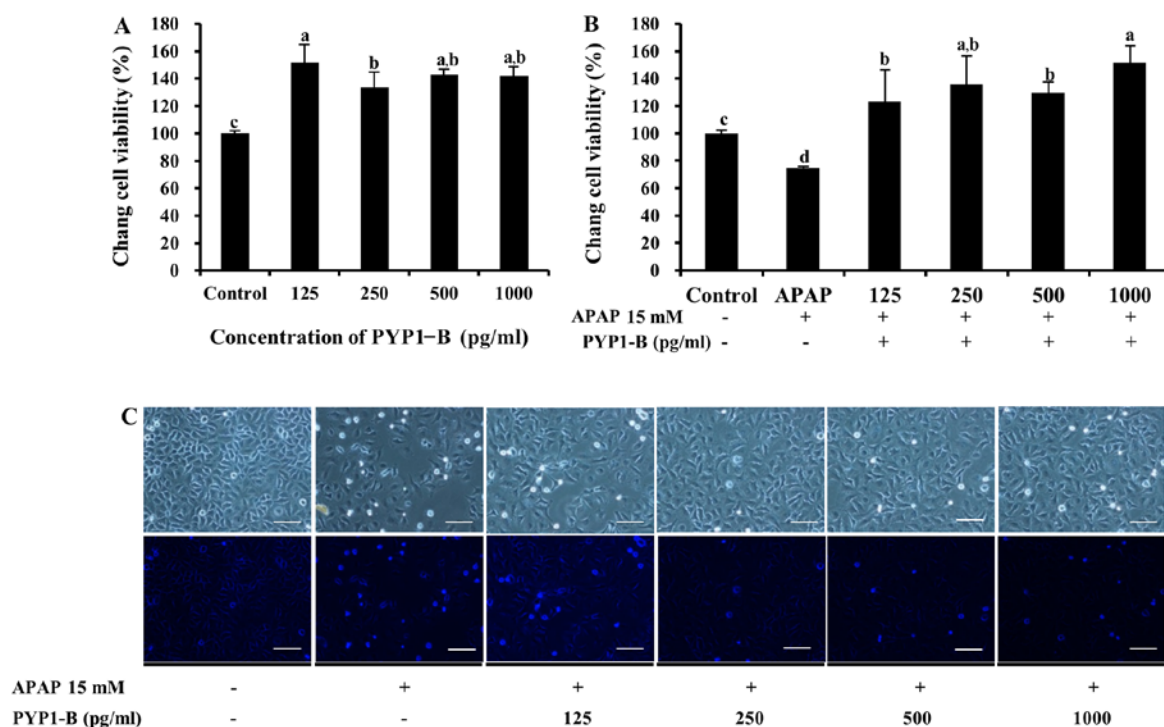 A
Chang cell viability (%)
180
160
140
120
100
80
60
40
20
0
c
a
b
a,b
a,b
Control 125 250 500 1000
Concentration of PYP1−B (pg/ml)
B
Chang cell viability (%)
180
160
140
120
100
80
60
40
20
0
c
d
b
a,b
b
a
Control APAP 125 250 500 1000
APAP 15 mM - + + + + +
PYP1-B (pg/ml) - - + + + +
C
APAP 15 mM - + + + + +
PYP1-B (pg/ml) - - 125 250 500 1000